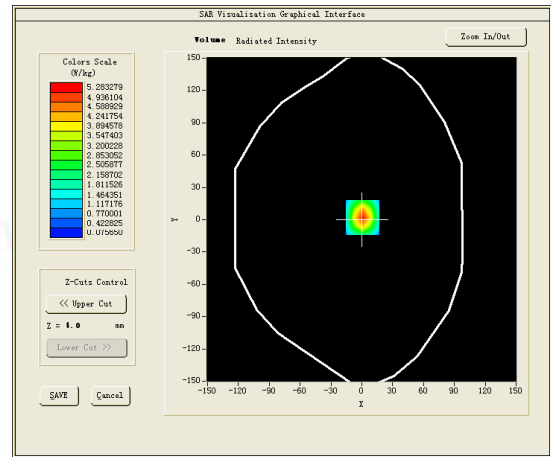 SAR Visualisation Graphical Interface
Volume Radiated Intensity
Zoom In/Out
Colors Scale
(W/kg)
5.283279
4.936104
4.588929
4.241754
3.894578
3.547403
3.200228
2.853052
2.505877
2.158702
1.811526
1.464351
1.117176
0.770001
0.422825
0.075650
Z-Cuts Control
<< Upper Cut
Z = 4.0 mm
Lower Cut >>
SAVE Cancel
150
120
90
60
30
Y 0
-30
-60
-90
-120
-150
-150 -120 -90 -60 -30 0 30 60 90 120 150
X